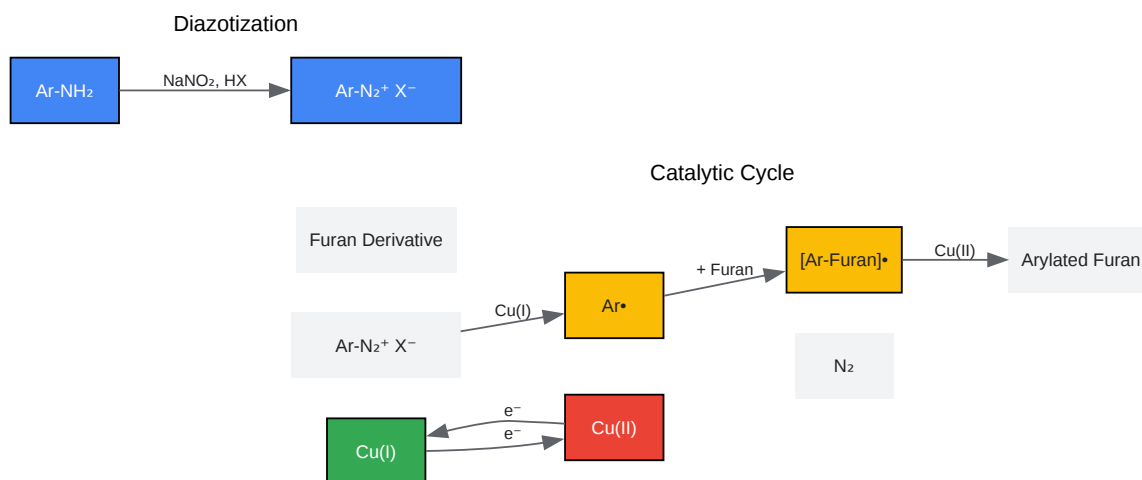 Diazotization
Ar-NH₂
NaNO₂, HX
Ar-N₂⁺ X⁻
Catalytic Cycle
Furan Derivative
Ar-N₂⁺ X⁻
Cu(I)
Ar•
+ Furan
[Ar-Furan]•
Cu(II)
Arylated Furan
N₂
Cu(I)
e⁻
e⁻
Cu(II)